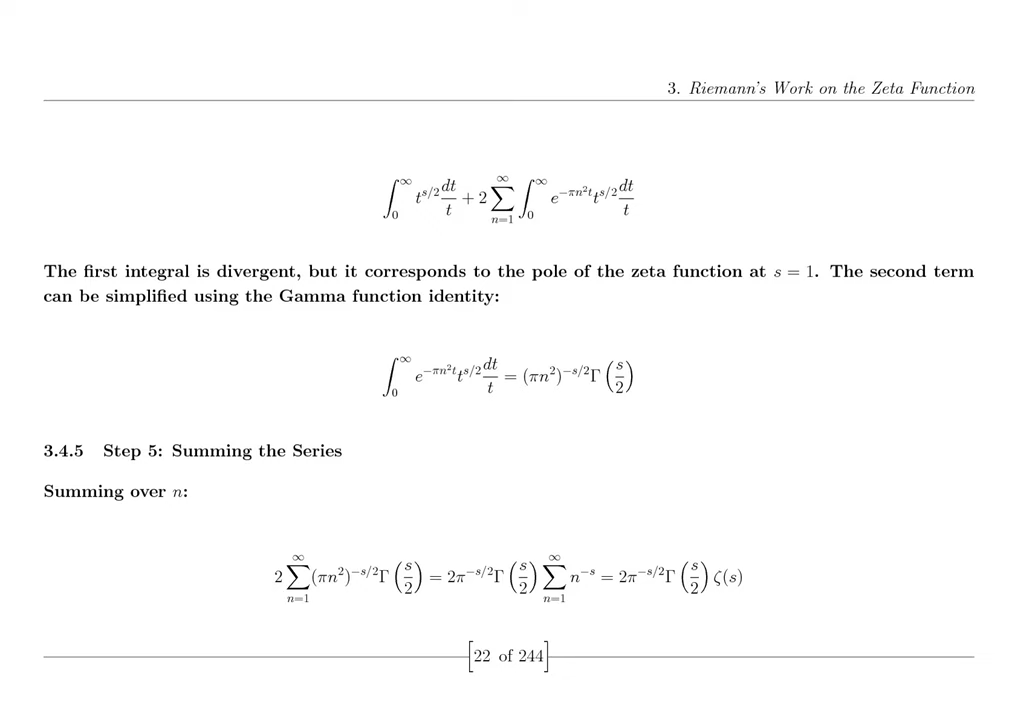 3. Riemann's Work on the Zeta Function
∫₀^∞ t^{s/2} dt/t + 2 ∑_{n=1}^∞ ∫₀^∞ e^{−πn²t} t^{s/2} dt/t
The first integral is divergent, but it corresponds to the pole of the zeta function at s = 1. The second term
can be simplified using the Gamma function identity:
∫₀^∞ e^{−πn²t} t^{s/2} dt/t = (πn²)^{−s/2} Γ(s/2)
3.4.5 Step 5: Summing the Series
Summing over n:
2 ∑_{n=1}^∞ (πn²)^{−s/2} Γ(s/2) = 2π^{−s/2} Γ(s/2) ∑_{n=1}^∞ n^{−s} = 2π^{−s/2} Γ(s/2) ζ(s)
[22 of 244]